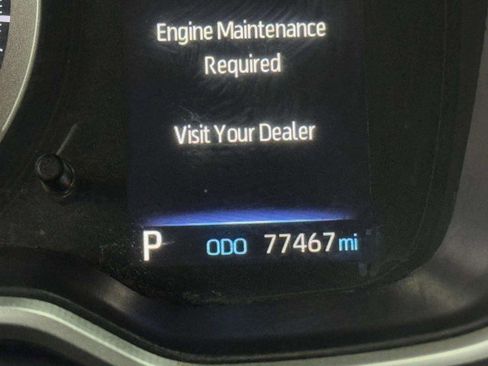 Engine Maintenance
Required
Visit Your Dealer
P ODO 77467 mi